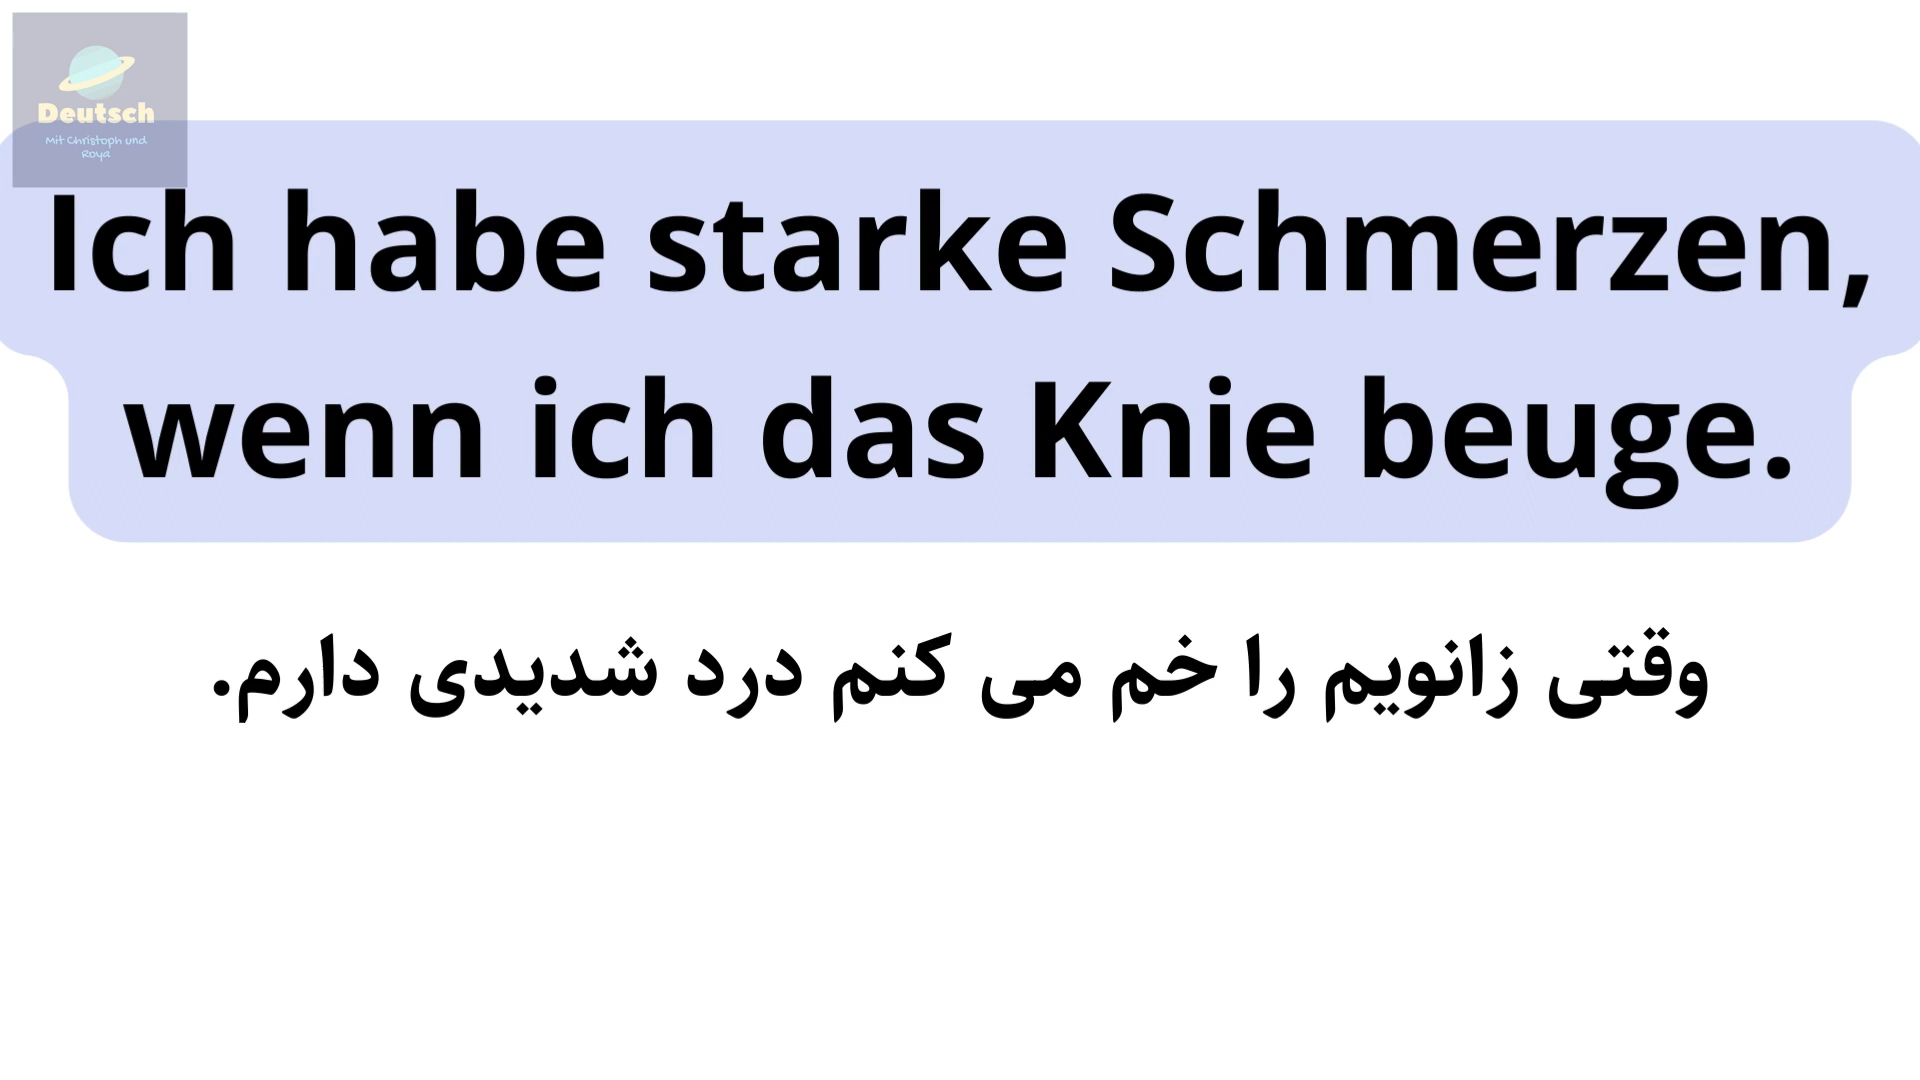 Deutsch
Mit Christoph und
Roya
Ich habe starke Schmerzen,
wenn ich das Knie beuge.
وقتی زانویم را خم می کنم درد شدیدی دارم.